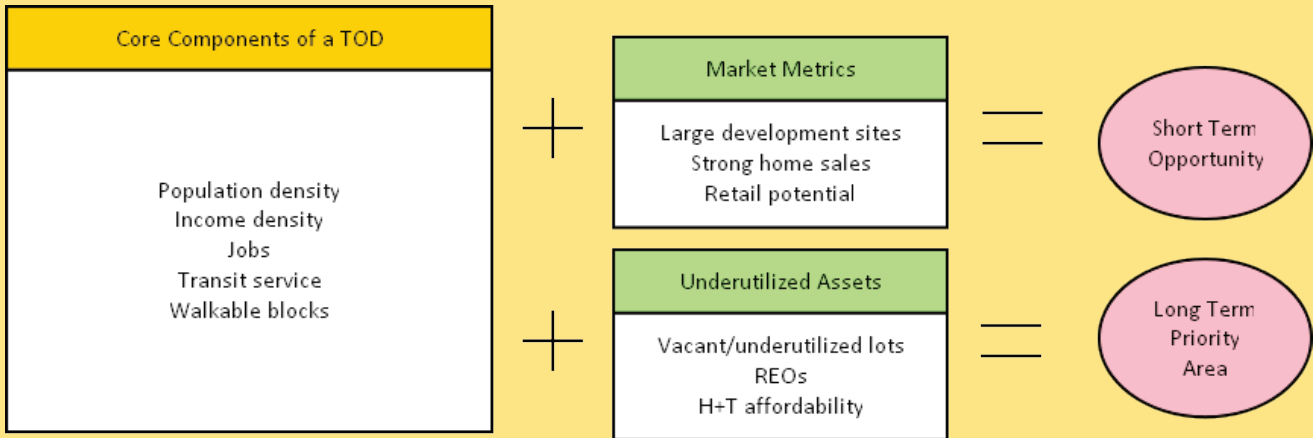 Core Components of a TOD
Population density
Income density
Jobs
Transit service
Walkable blocks
Market Metrics
Large development sites
Strong home sales
Retail potential
Short Term
Opportunity
Underutilized Assets
Vacant/underutilized lots
REOs
H+T affordability
Long Term
Priority
Area